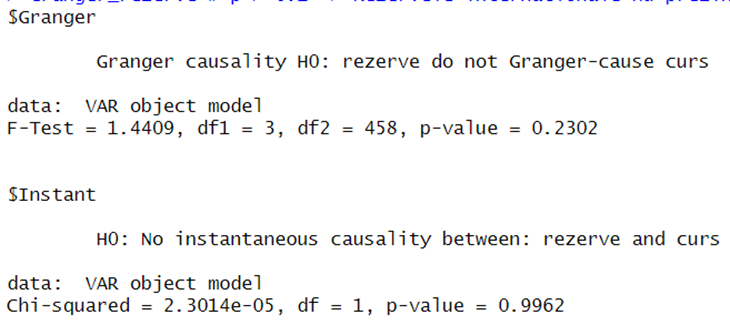 $Granger
Granger causality H0: rezerve do not Granger-cause curs
data: VAR object model
F-Test = 1.4409, df1 = 3, df2 = 458, p-value = 0.2302
$Instant
H0: No instantaneous causality between: rezerve and curs
data: VAR object model
Chi-squared = 2.3014e-05, df = 1, p-value = 0.9962